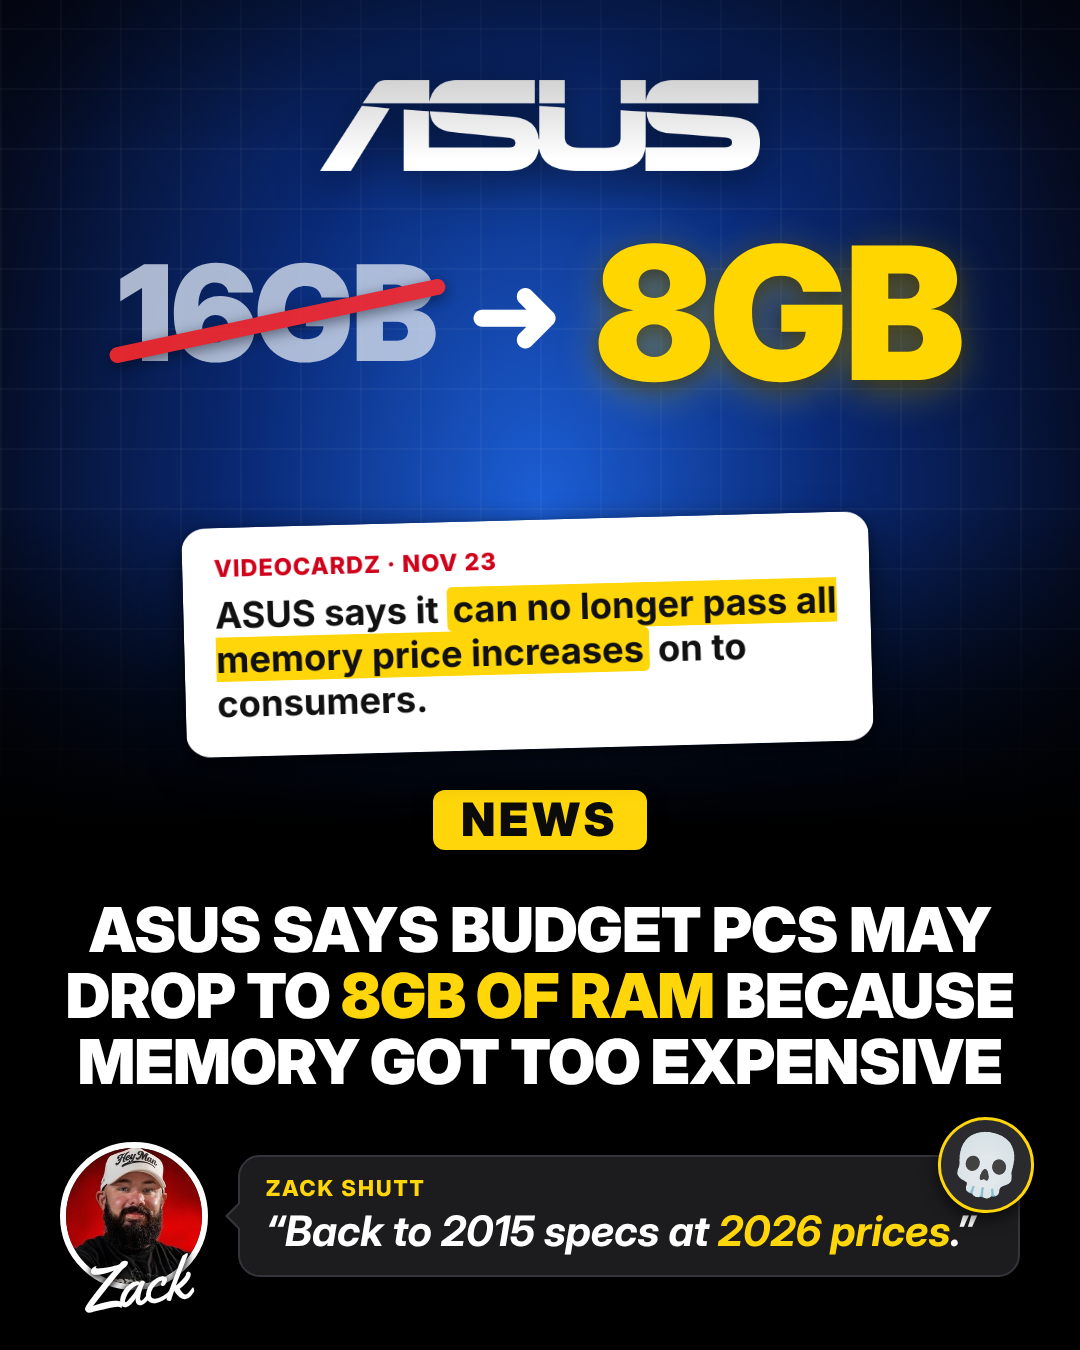 ASUS
16GB → 8GB
VIDEOCARDZ · NOV 23
ASUS says it can no longer pass all
memory price increases on to
consumers.
NEWS
ASUS SAYS BUDGET PCS MAY
DROP TO 8GB OF RAM BECAUSE
MEMORY GOT TOO EXPENSIVE
Hey Man
ZACK SHUTT
“Back to 2015 specs at 2026 prices.”
Zack